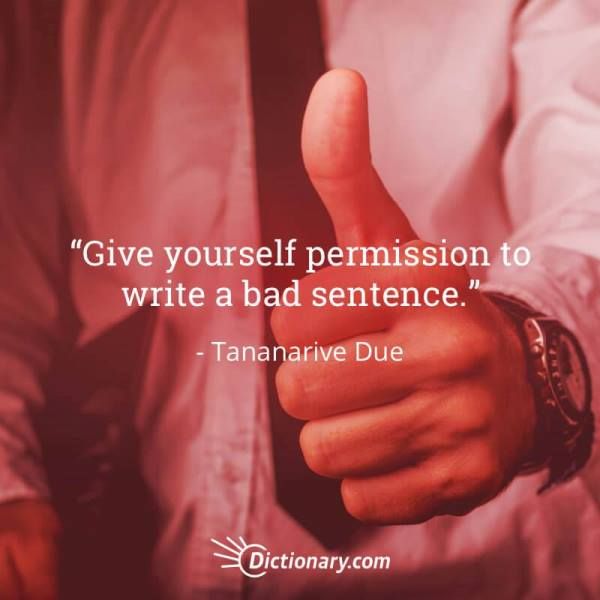 “Give yourself permission to
write a bad sentence.”
- Tananarive Due
Dictionary.com